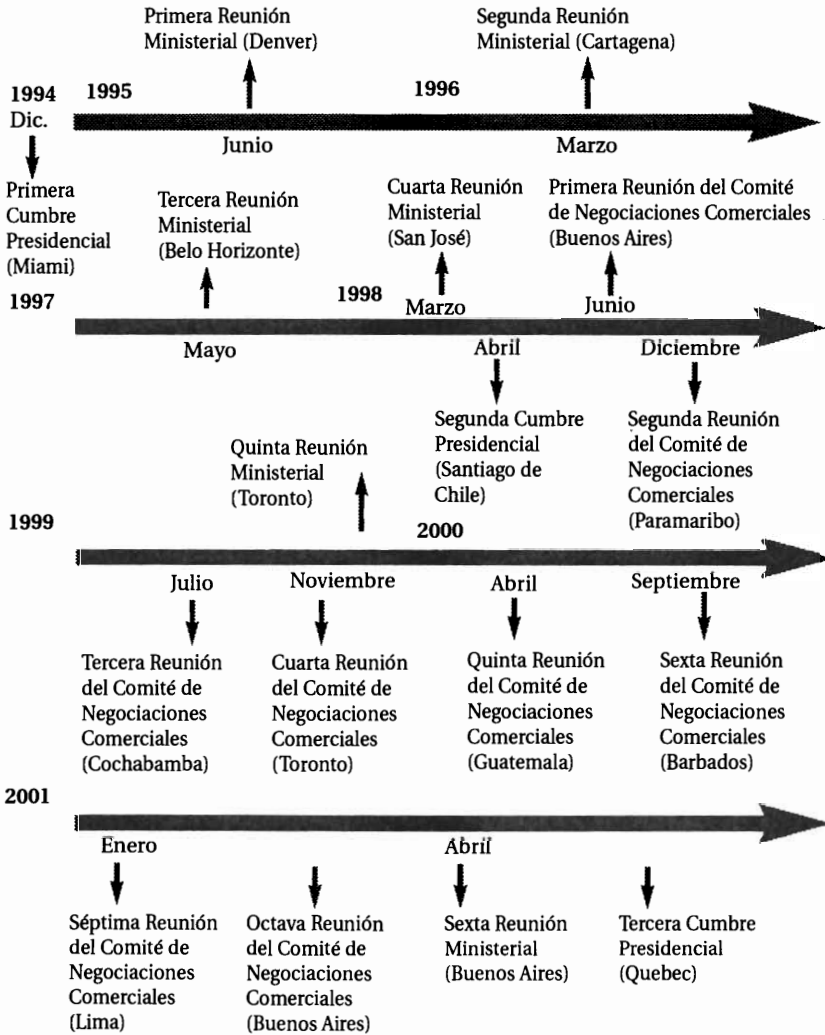 Primera Reunión
Ministerial (Denver)
Segunda Reunión
Ministerial (Cartagena)
1994
1995
1996
Dic.
Junio
Marzo
Primera
Cumbre
Presidencial
(Miami)
Tercera Reunión
Ministerial
(Belo Horizonte)
Cuarta Reunión
Ministerial
(San José)
Primera Reunión del Comité
de Negociaciones Comerciales
(Buenos Aires)
1997
1998
Marzo
Junio
Mayo
Abril
Diciembre
Segunda Cumbre
Presidencial
(Santiago de
Chile)
Segunda Reunión
del Comité de
Negociaciones
Comerciales
(Paramaribo)
Quinta Reunión
Ministerial
(Toronto)
1999
2000
Julio
Noviembre
Abril
Septiembre
Tercera Reunión
del Comité de
Negociaciones
Comerciales
(Cochabamba)
Cuarta Reunión
del Comité de
Negociaciones
Comerciales
(Toronto)
Quinta Reunión
del Comité de
Negociaciones
Comerciales
(Guatemala)
Sexta Reunión
del Comité de
Negociaciones
Comerciales
(Barbados)
2001
Enero
Abril
Séptima Reunión
del Comité de
Negociaciones
Comerciales
(Lima)
Octava Reunión
del Comité de
Negociaciones
Comerciales
(Buenos Aires)
Sexta Reunión
Ministerial
(Buenos Aires)
Tercera Cumbre
Presidencial
(Quebec)